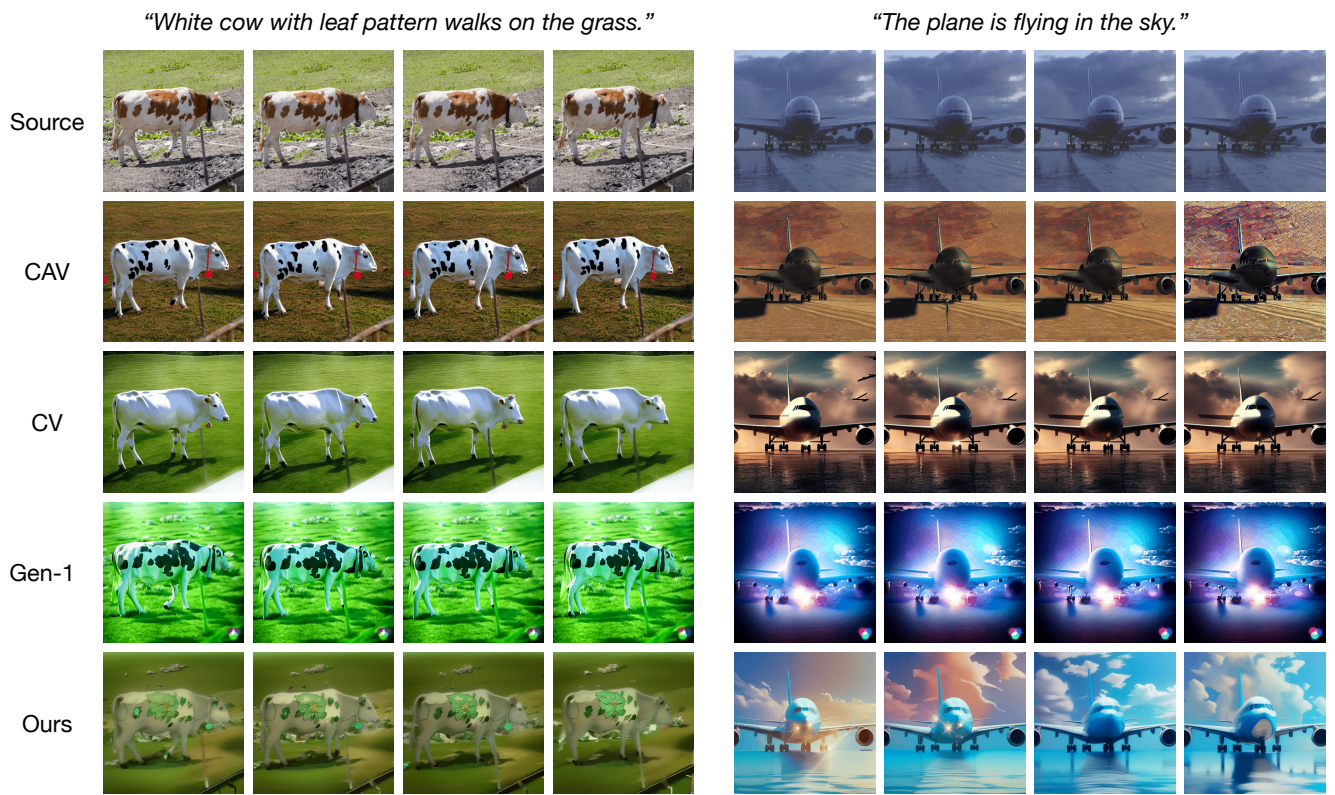 “White cow with leaf pattern walks on the grass.”
“The plane is flying in the sky.”
Source
CAV
CV
Gen-1
Ours